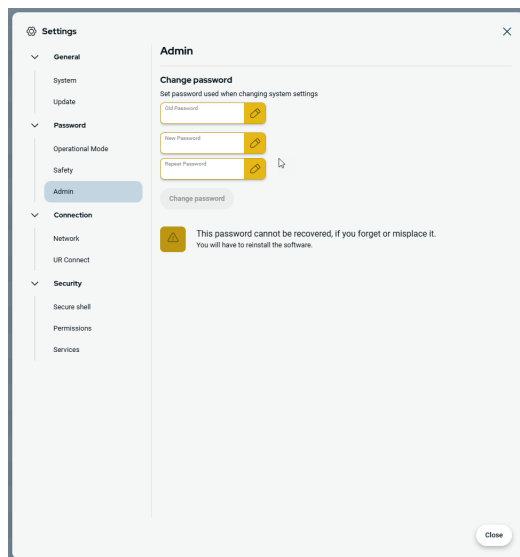 Settings
General
System
Update
Password
Operational Mode
Safety
Admin
Connection
Network
UR Connect
Security
Secure shell
Permissions
Services
Admin
Change password
Set password used when changing system settings
Old Password
New Password
Repeat Password
Change password
This password cannot be recovered, if you forget or misplace it.
You will have to reinstall the software.
Close